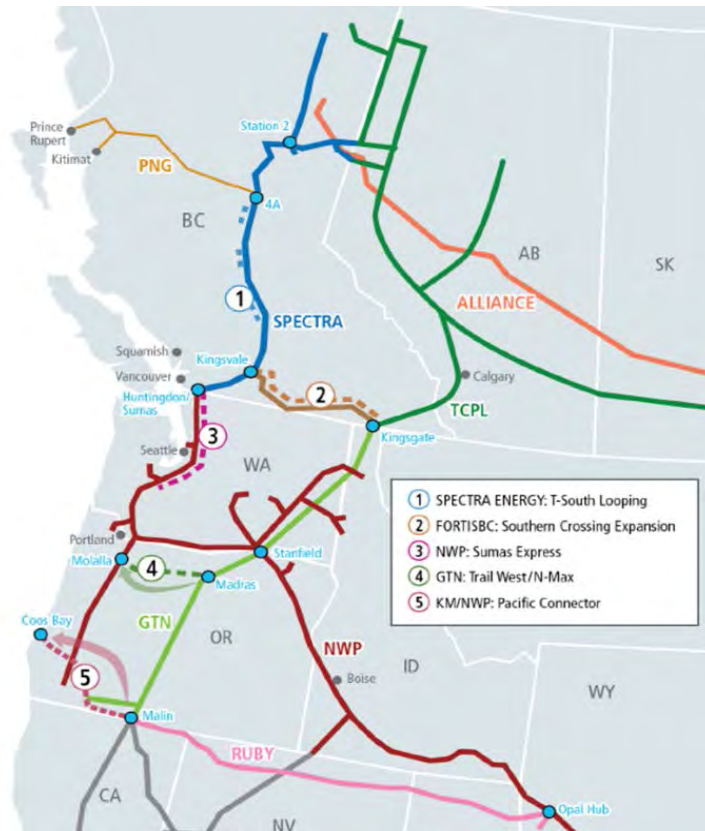 Station 2
Prince
Rupert
Kitimat
PNG
4A
BC
AB
SK
1
ALLIANCE
SPECTRA
Squamish
Kingsvale
Vancouver
Calgary
Huntingdon/
Sumas
2
TCPL
Kingsgate
3
Seattle
WA
1 SPECTRA ENERGY: T-South Looping
2 FORTISBC: Southern Crossing Expansion
3 NWP: Sumas Express
4 GTN: Trail West/N-Max
5 KM/NWP: Pacific Connector
Portland
Stanfield
Molalla
4
Madras
Coos Bay
GTN
OR
NWP
ID
5
Boise
WY
Malin
RUBY
CA
Opal Hub
NV